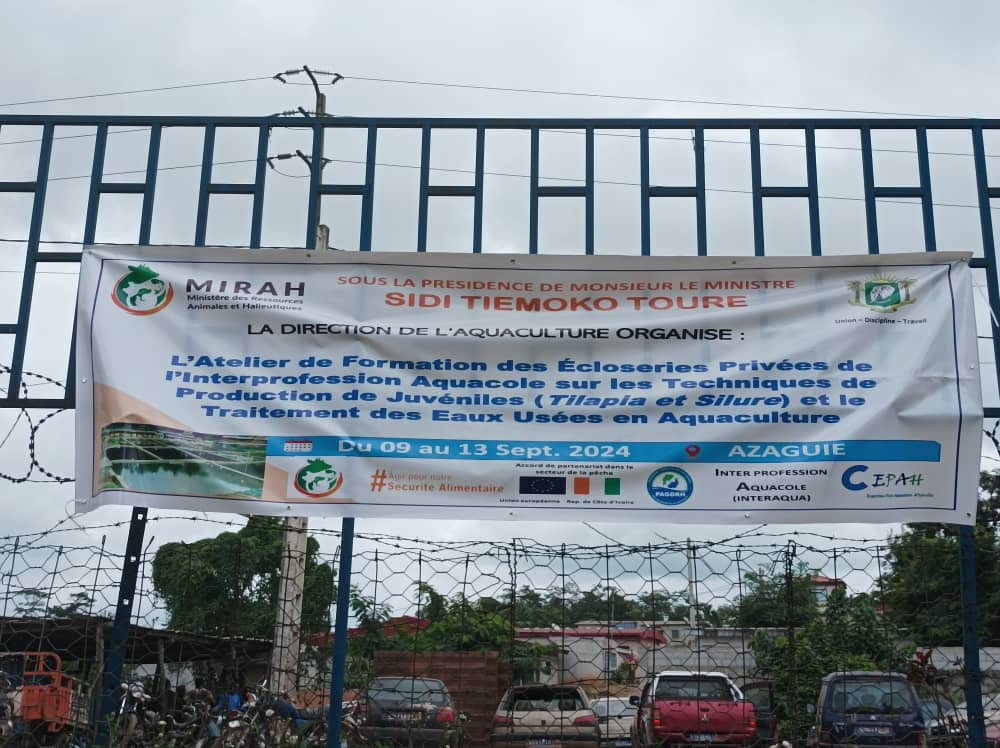 MIRAH
Ministère des Ressources
Animales et Halieutiques
SOUS LA PRESIDENCE DE MONSIEUR LE MINISTRE
SIDI TIEMOKO TOURE
Union – Discipline – Travail
LA DIRECTION DE L'AQUACULTURE ORGANISE :
L'Atelier de Formation des Écloseries Privées de
l'Interprofession Aquacole sur les Techniques de
Production de Juvéniles (Tilapia et Silure) et le
Traitement des Eaux Usées en Aquaculture
Du 09 au 13 Sept. 2024
AZAGUIE
#Agir pour notre
Securite Alimentaire
Accord de partenariat dans le
secteur de la pêche
Union européenne Rep. de Côte d'Ivoire
PAGDRH
INTER PROFESSION
AQUACOLE
(INTERAQUA)
CEPAH